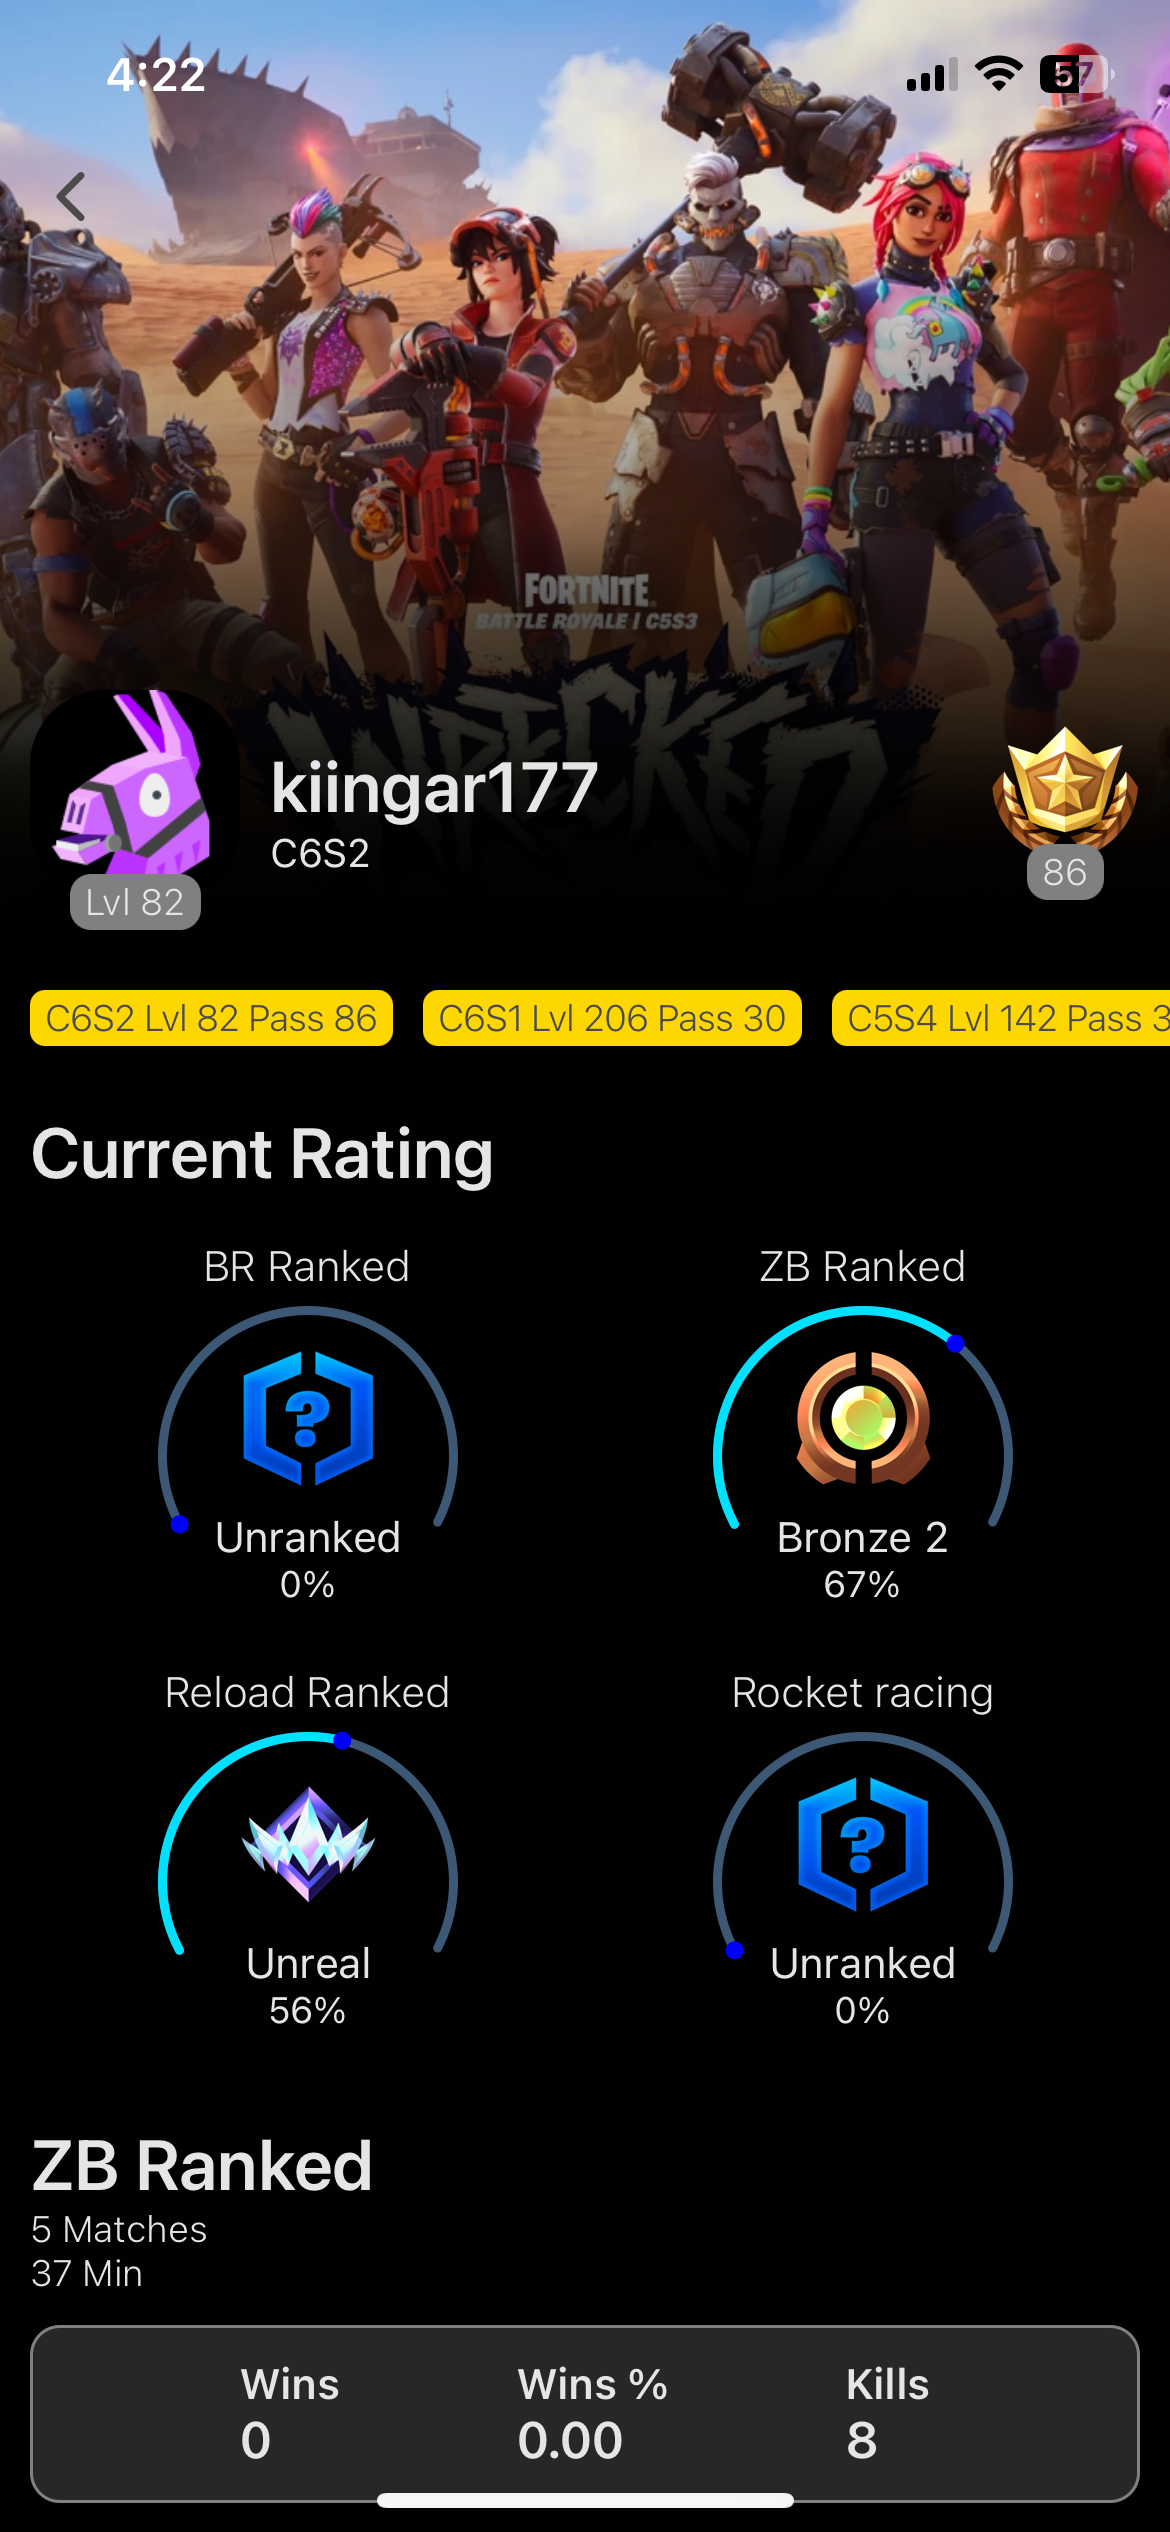 4:22
57
FORTNITE
BATTLE ROYALE | C5S3
WRECKED
kiingar177
C6S2
Lvl 82
86
C6S2 Lvl 82 Pass 86
C6S1 Lvl 206 Pass 30
C5S4 Lvl 142 Pass 3
Current Rating
BR Ranked
ZB Ranked
?
Unranked
Bronze 2
0%
67%
Reload Ranked
Rocket racing
?
Unreal
Unranked
56%
0%
ZB Ranked
5 Matches
37 Min
Wins
Wins %
Kills
0
0.00
8